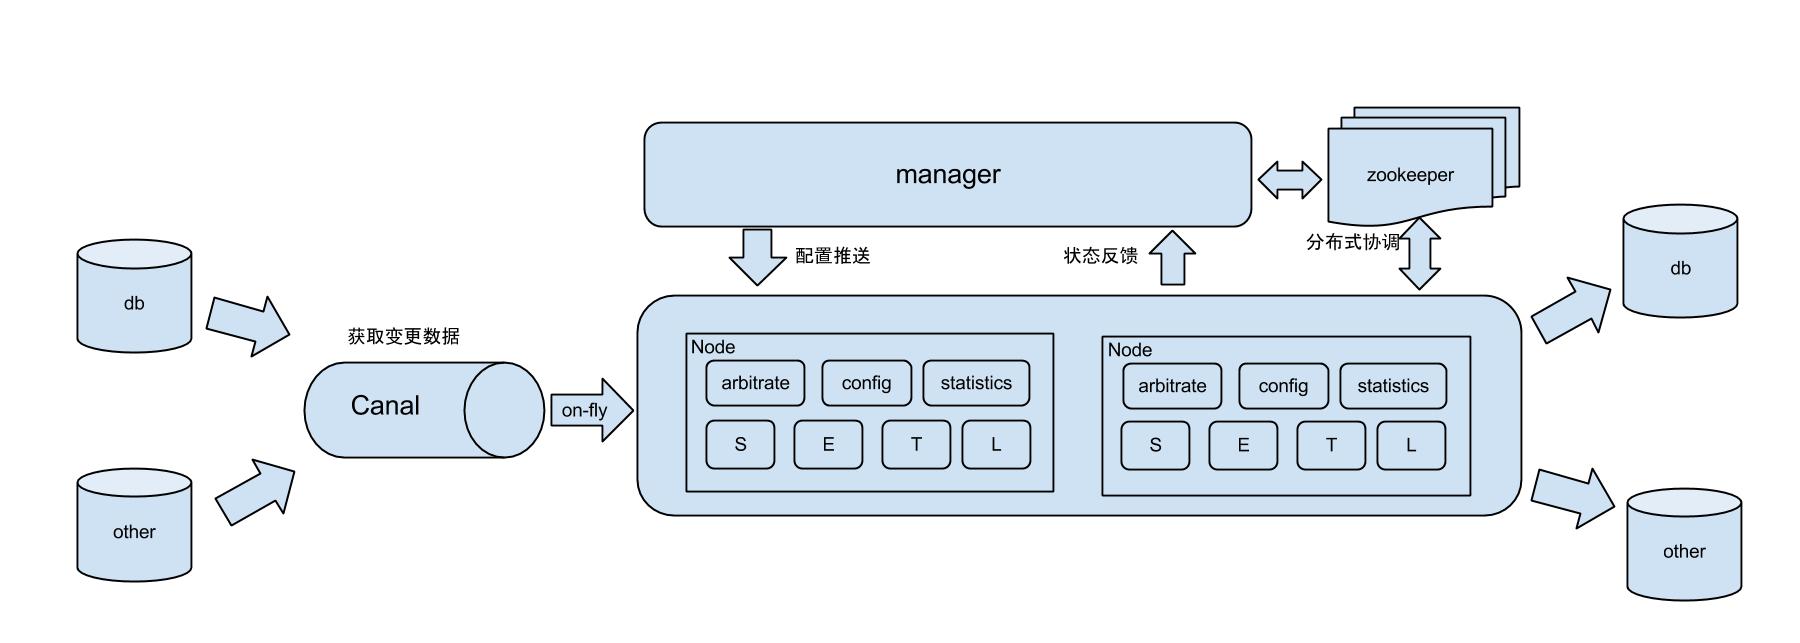 manager
zookeeper
配置推送
状态反馈
分布式协调
db
获取变更数据
Canal
on-fly
other
Node
arbitrate
config
statistics
S
E
T
L
Node
arbitrate
config
statistics
S
E
T
L
db
other